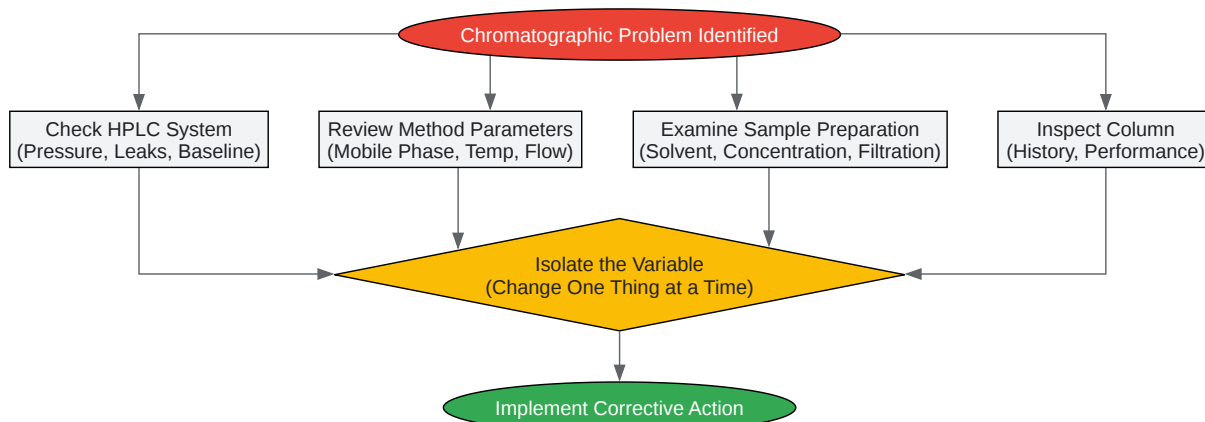 Chromatographic Problem Identified
Check HPLC System
(Pressure, Leaks, Baseline)
Review Method Parameters
(Mobile Phase, Temp, Flow)
Examine Sample Preparation
(Solvent, Concentration, Filtration)
Inspect Column
(History, Performance)
Isolate the Variable
(Change One Thing at a Time)
Implement Corrective Action